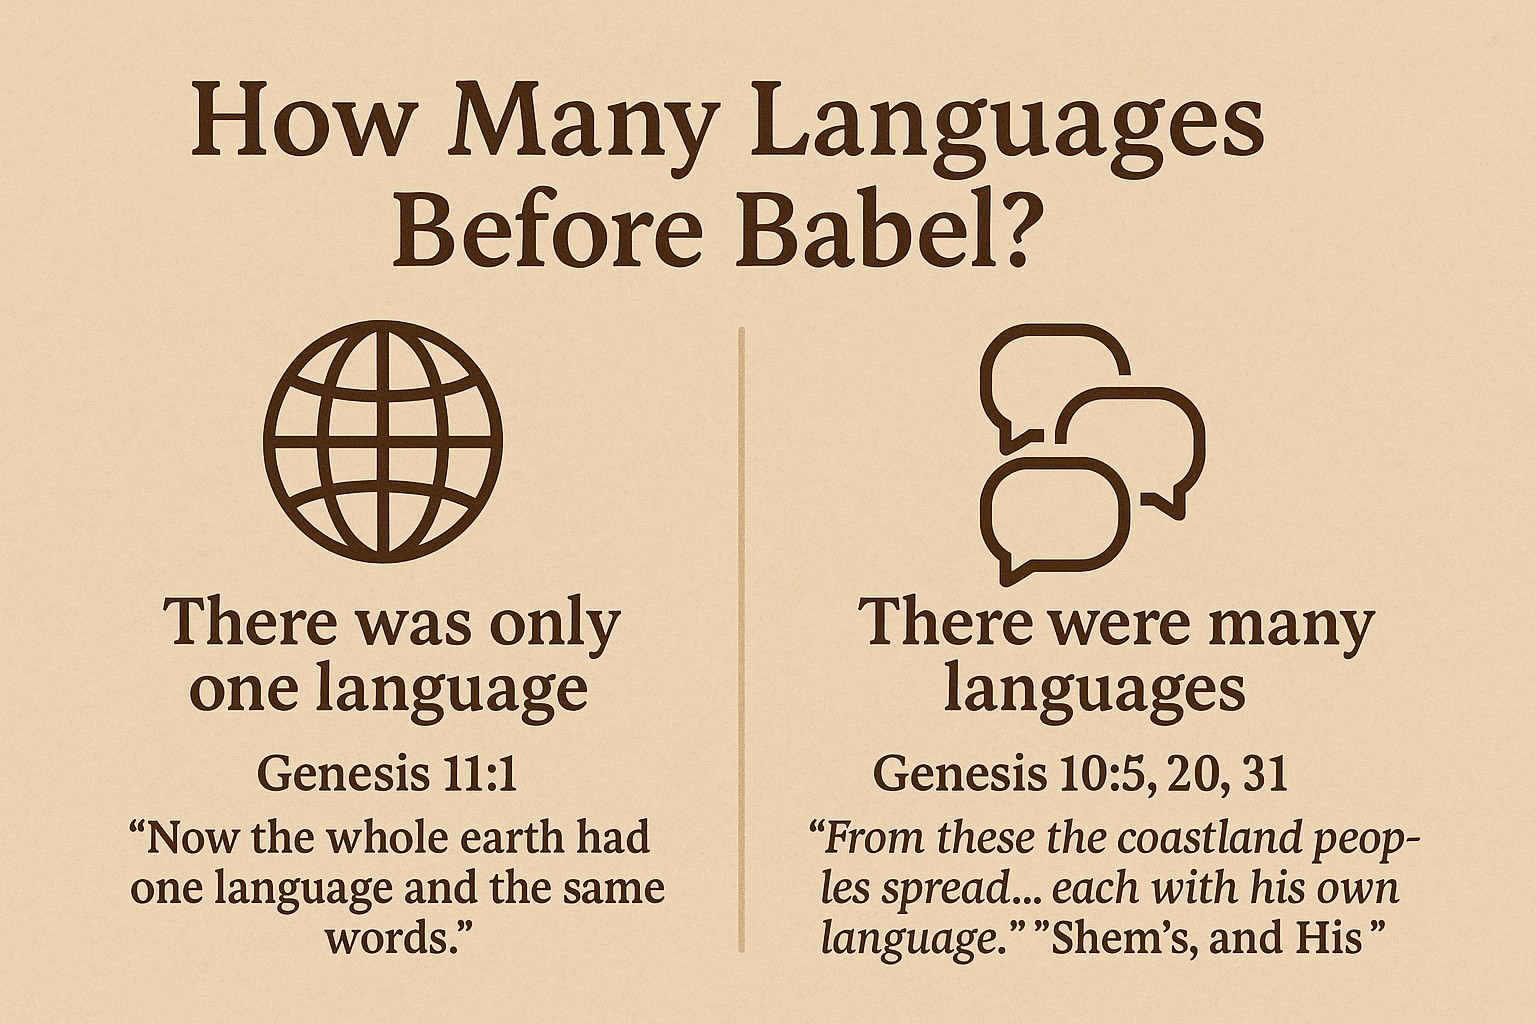 How Many Languages
Before Babel?
There was only
one language
Genesis 11:1
“Now the whole earth had
one language and the same
words.”
There were many
languages
Genesis 10:5, 20, 31
“From these the coastland peop-
les spread... each with his own
language.” ”Shem’s, and His ”